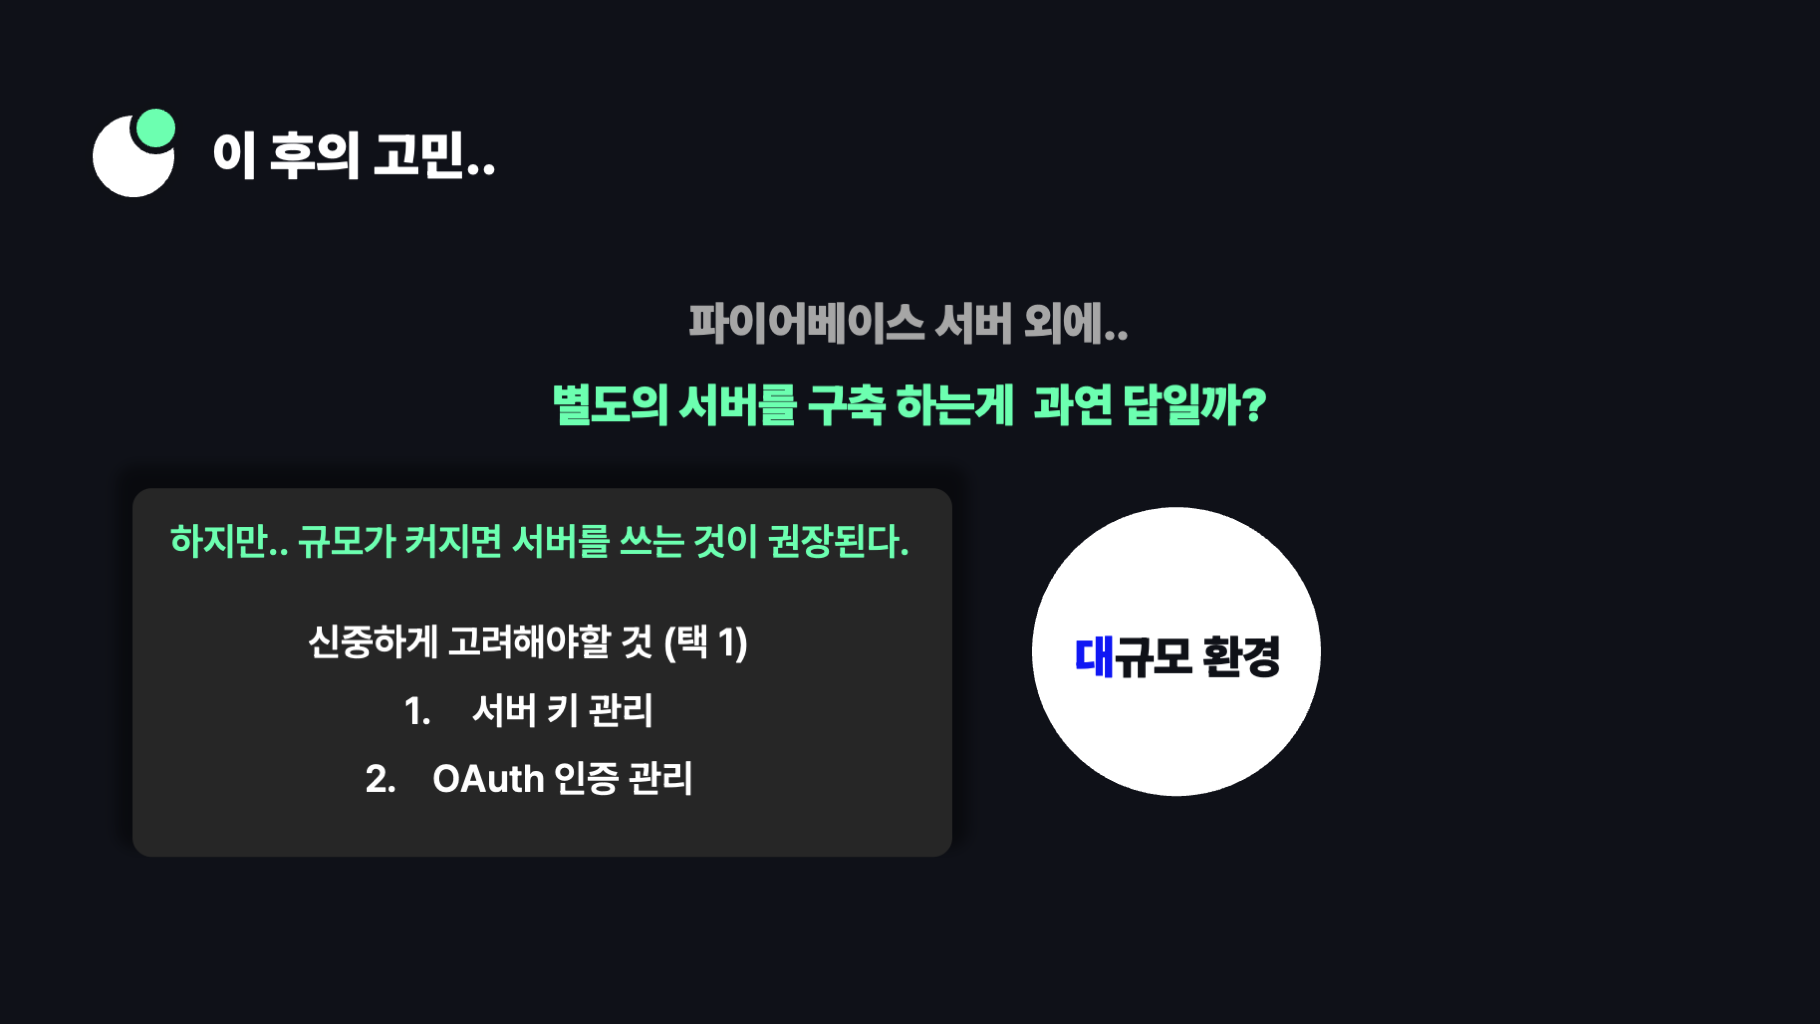 이 후의 고민..
파이어베이스 서버 외에..
별도의 서버를 구축 하는게 과연 답일까?
하지만.. 규모가 커지면 서버를 쓰는 것이 권장된다.
신중하게 고려해야할 것 (택 1)
1. 서버 키 관리
2. OAuth 인증 관리
대규모 환경